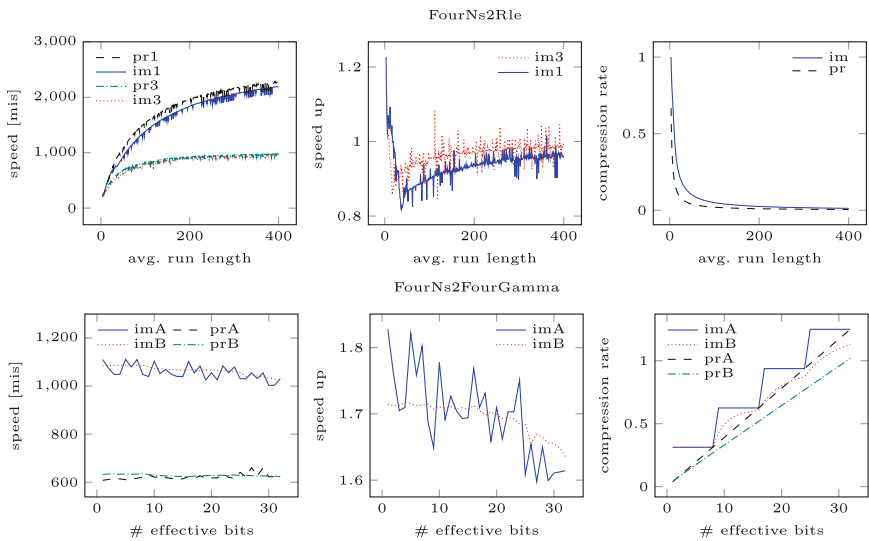 FourNs2Rle
speed [mis]
3,000
2,000
1,000
0
pr1
im1
pr3
im3
0 200 400
avg. run length
speed up
1.2
1
0.8
im3
im1
0 200 400
avg. run length
compression rate
1
0.5
0
im
pr
0 200 400
avg. run length
FourNs2FourGamma
speed [mis]
1,200
1,000
800
600
imA prA
imB prB
0 10 20 30
# effective bits
speed up
1.8
1.7
1.6
imA
imB
0 10 20 30
# effective bits
compression rate
1
0.5
0
imA
imB
prA
prB
0 10 20 30
# effective bits